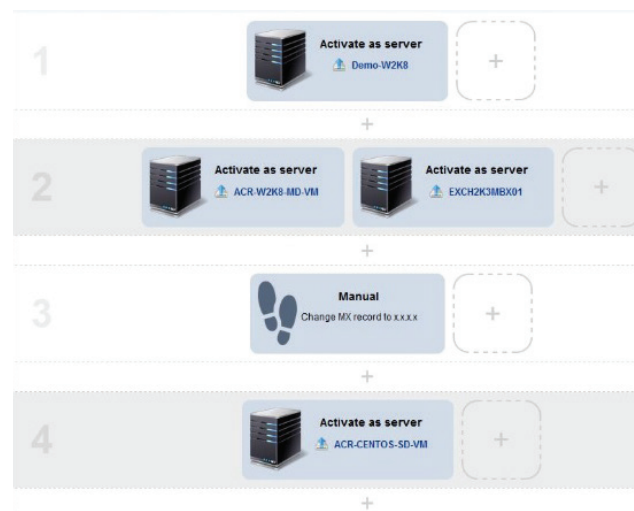 1
Activate as server
Demo-W2K8
+
+
2
Activate as server
ACR-W2K8-MD-VM
Activate as server
EXCH2K3MBX01
+
+
3
Manual
Change MX record to x.x.x.x
+
+
4
Activate as server
ACR-CENTOS-SD-VM
+
+